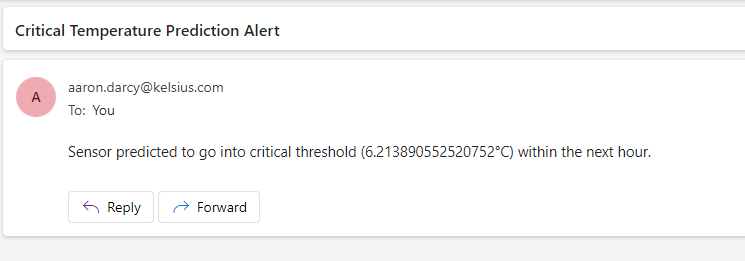 Critical Temperature Prediction Alert
A
aaron.darcy@kelsius.com
To: You
Sensor predicted to go into critical threshold (6.213890552520752°C) within the next hour.
Reply
Forward